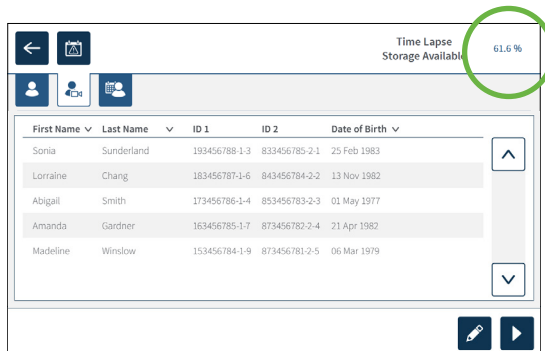 Time Lapse
Storage Available 61.6 %
First Name Last Name ID 1 ID 2 Date of Birth
Sonia Sunderland 193456788-1-3 833456785-2-1 25 Feb 1983
Lorraine Chang 183456787-1-6 843456784-2-2 13 Nov 1982
Abigail Smith 173456786-1-4 853456783-2-3 01 May 1977
Amanda Gardner 163456785-1-7 873456782-2-4 21 Apr 1982
Madeline Winslow 153456784-1-9 873456781-2-5 06 Mar 1979